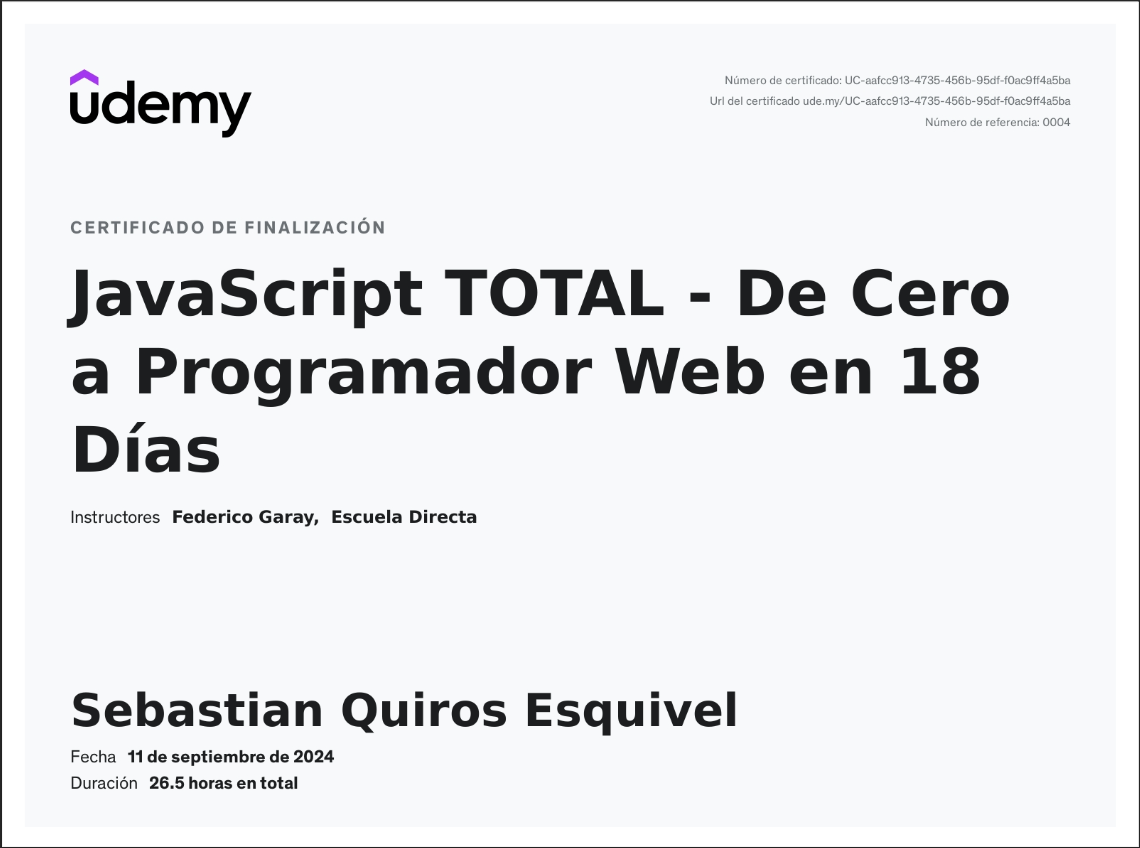 udemy
Número de certificado: UC-aafcc913-4735-456b-95df-f0ac9ff4a5ba
Url del certificado ude.my/UC-aafcc913-4735-456b-95df-f0ac9ff4a5ba
Número de referencia: 0004
CERTIFICADO DE FINALIZACIÓN
JavaScript TOTAL - De Cero
a Programador Web en 18
Días
Instructores Federico Garay, Escuela Directa
Sebastian Quiros Esquivel
Fecha 11 de septiembre de 2024
Duración 26.5 horas en total